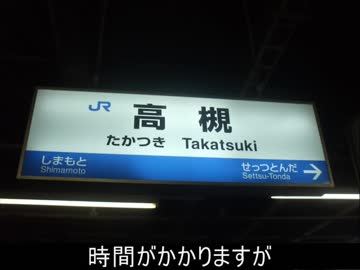 JR 高槻
たかつき Takatsuki
しまもと せっつとんだ
Shimamoto Settsu-Tonda
時間がかかりますが